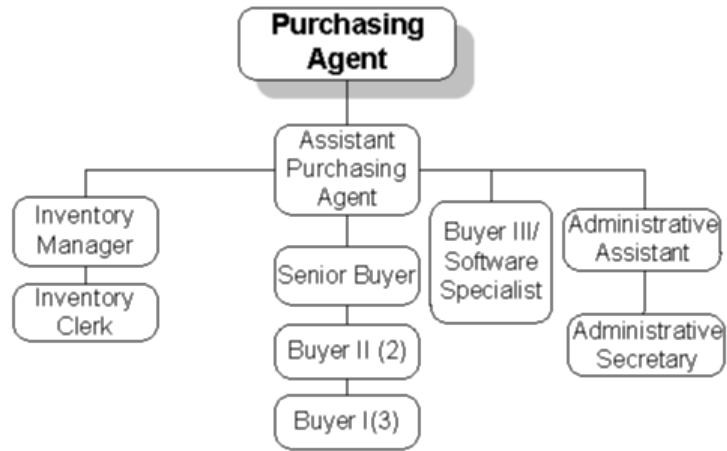 Purchasing
Agent
Assistant
Purchasing
Agent
Inventory
Manager
Buyer III/
Software
Specialist
Administrative
Assistant
Senior Buyer
Inventory
Clerk
Buyer II (2)
Administrative
Secretary
Buyer I(3)